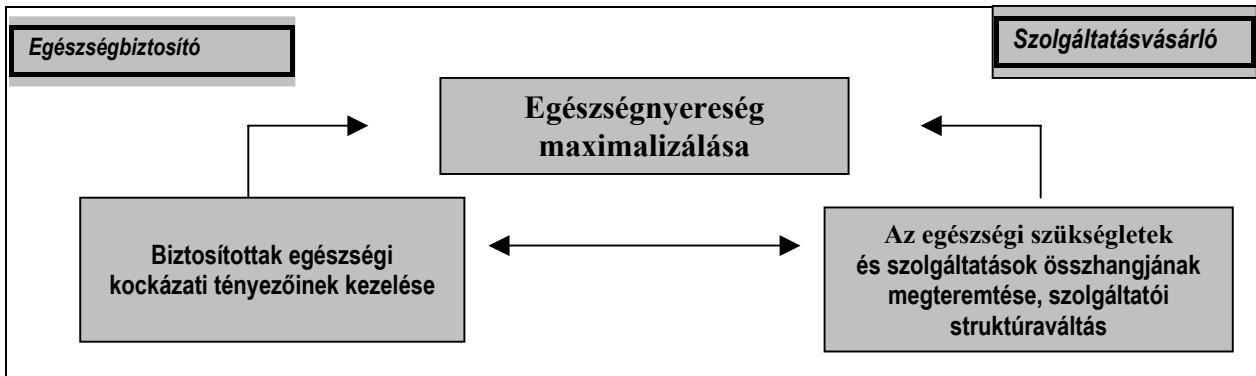 Egészségbiztosító
Szolgáltatásvásárló
Egészségnyereség
maximalizálása
Biztosítottak egészségi
kockázati tényezőinek kezelése
Az egészségi szükségletek
és szolgáltatások összhangjának
megteremtése, szolgáltatói
struktúraváltás